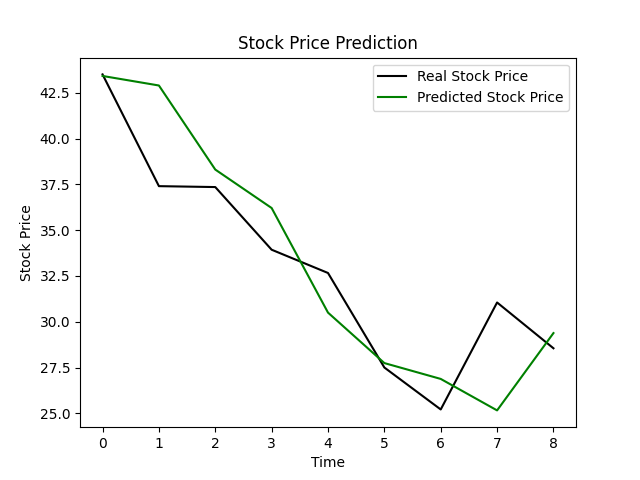 Stock Price Prediction
Real Stock Price
Predicted Stock Price
42.5
40.0
37.5
35.0
32.5
30.0
27.5
25.0
Stock Price
0 1 2 3 4 5 6 7 8
Time